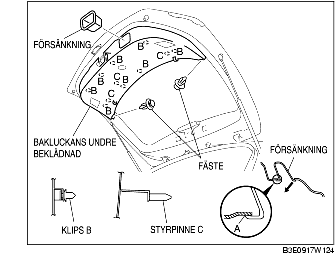 FÖRSÄNKNING
B
B
B
C
B
B
C
B
C
B
B
BAKLUCKANS UNDRE
BEKLÄDNAD
FÄSTE
FÖRSÄNKNING
A
KLIPS B
STYRPINNE C
B3E0917W124